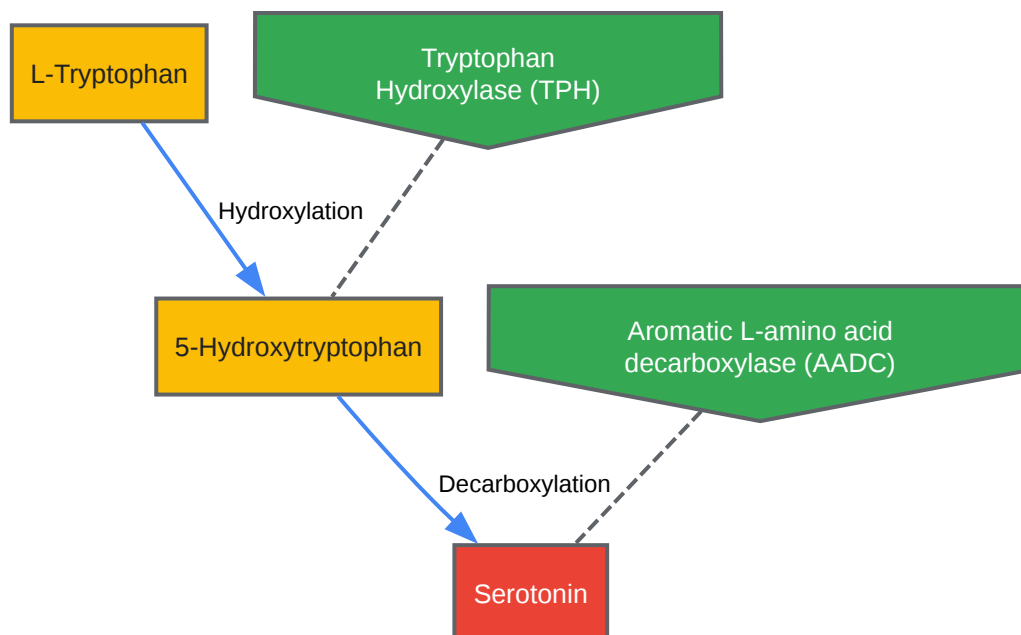 L-Tryptophan
Tryptophan
Hydroxylase (TPH)
Hydroxylation
5-Hydroxytryptophan
Aromatic L-amino acid
decarboxylase (AADC)
Decarboxylation
Serotonin